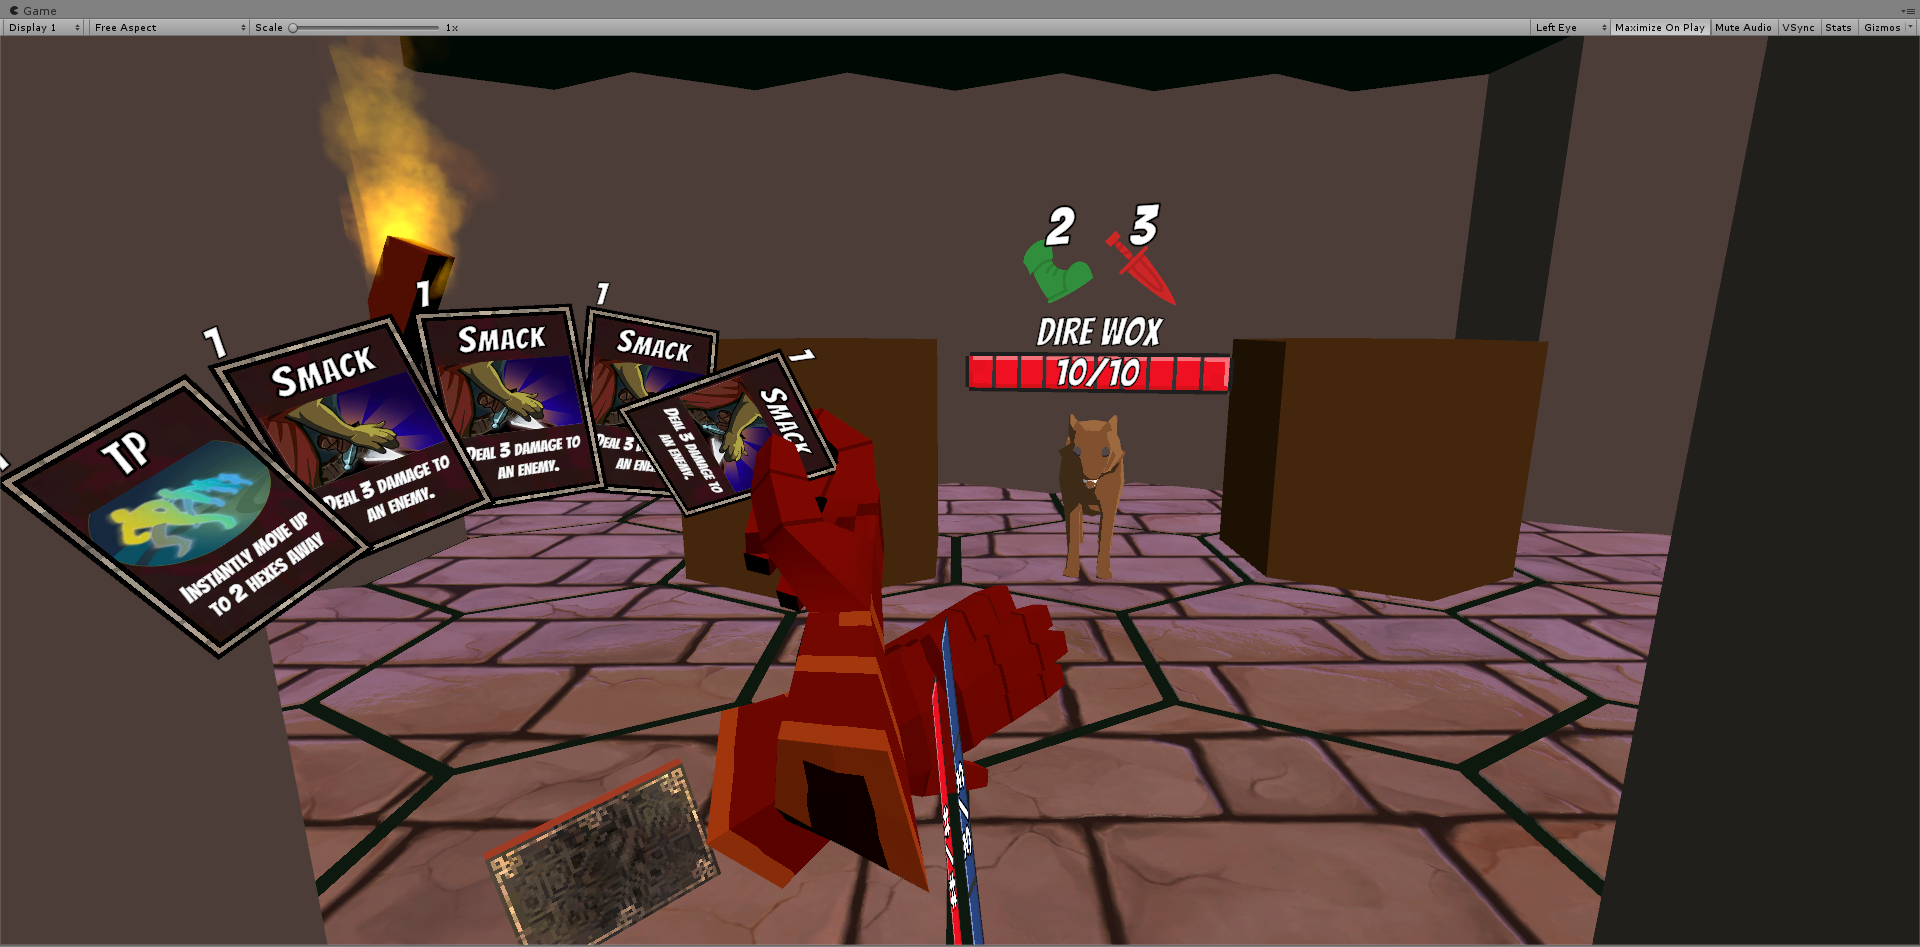 Game
Display 1
Free Aspect
Scale
1x
Left Eye
Maximize On Play
Mute Audio
VSync
Stats
Gizmos
2
3
DIRE WOX
10/10
1
TP
INSTANTLY MOVE UP
TO 2 HEXES AWAY
1
SMACK
DEAL 3 DAMAGE TO
AN ENEMY.
1
SMACK
DEAL 3 DAMAGE TO
AN ENEMY.
1
SMACK
DEAL 3
AN
1
SMACK
DEAL 3 DAMAGE TO
AN ENEMY.